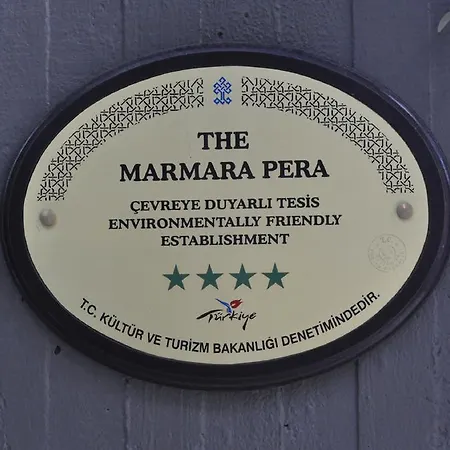 THE
MARMARA PERA
ÇEVREYE DUYARLI TESİS
ENVIRONMENTALLY FRIENDLY
ESTABLISHMENT
Türkiye
T.C. KÜLTÜR VE TURİZM BAKANLIĞI DENETİMİNDEDİR.